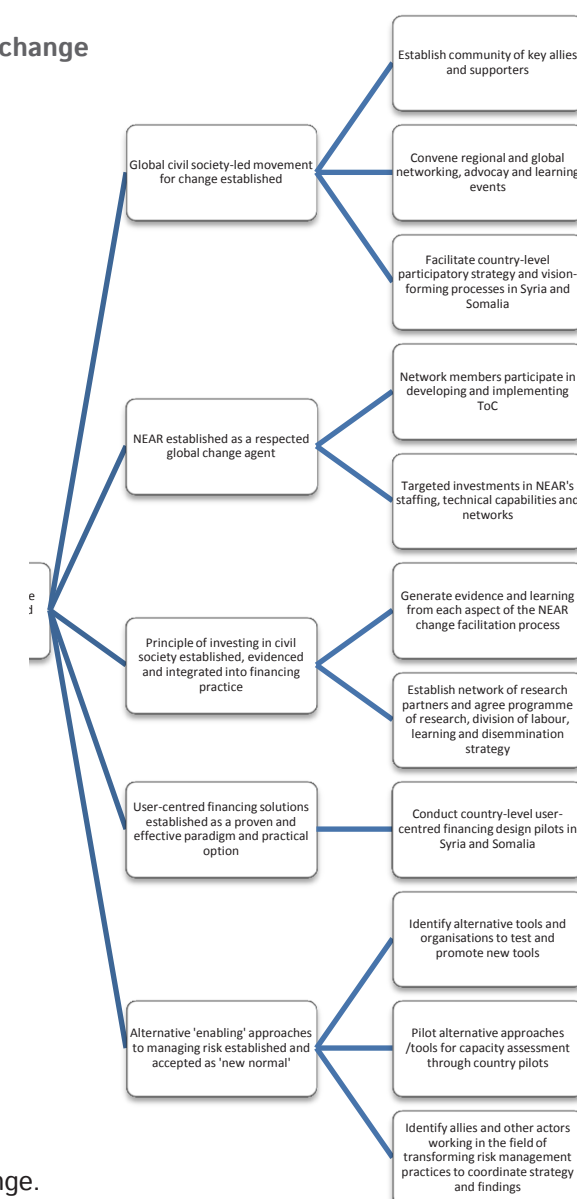 change
Establish community of key allies
and supporters
Global civil society-led movement
for change established
Convene regional and global
networking, advocay and learning
events
Facilitate country-level
participatory strategy and vision-
forming processes in Syria and
Somalia
NEAR established as a respected
global change agent
Network members participate in
developing and implementing
ToC
Targeted investments in NEAR's
staffing, technical capabilities and
networks
e
d
Principle of investing in civil
society established, evidenced
and integrated into financing
practice
Generate evidence and learning
from each aspect of the NEAR
change facilitation process
Establish network of research
partners and agree programme
of research, division of labour,
learning and disemmination
strategy
User-centred financing solutions
established as a proven and
effective paradigm and practical
option
Conduct country-level user-
centred financing design pilots in
Syria and Somalia
Alternative 'enabling' approaches
to managing risk established and
accepted as 'new normal'
Identify alternative tools and
organisations to test and
promote new tools
Pilot alternative approaches
/tools for capacity assessment
through country pilots
Identify allies and other actors
working in the field of
transforming risk management
practices to coordinate strategy
and findings
nge.